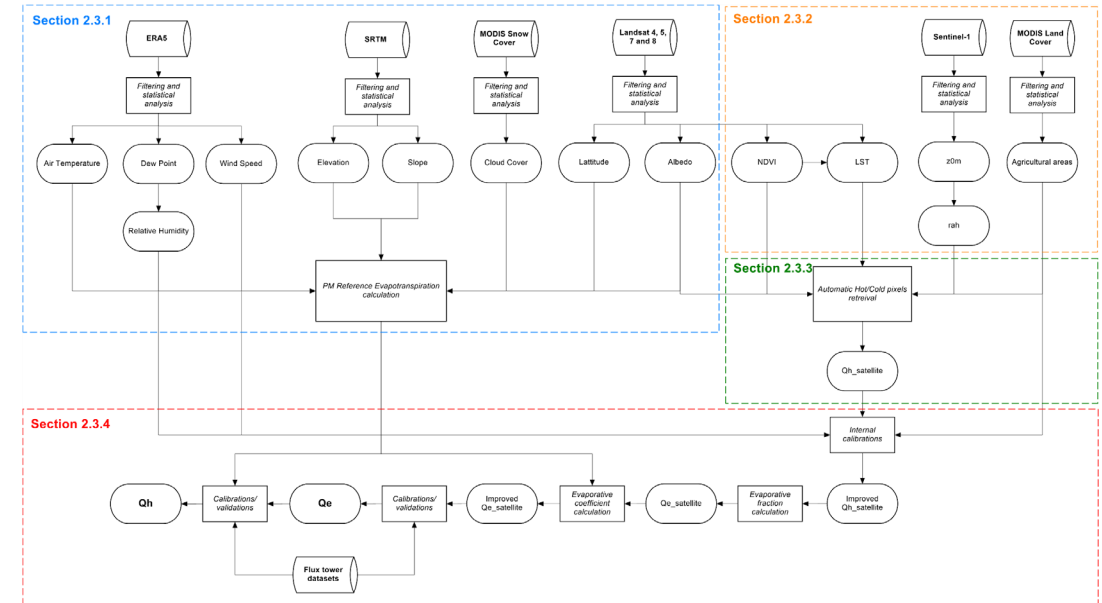 Section 2.3.1
Section 2.3.2
ERA5
SRTM
MODIS Snow
Cover
Landsat 4, 5,
7 and 8
Sentinel-1
MODIS Land
Cover
Filtering and
statistical
analysis
Filtering and
statistical
analysis
Filtering and
statistical
analysis
Filtering and
statistical
analysis
Filtering and
statistical
analysis
Filtering and
statistical
analysis
Air Temperature
Dew Point
Wind Speed
Elevation
Slope
Cloud Cover
Lattitude
Albedo
NDVI
LST
z0m
Agricultural areas
Relative Humidity
rah
Section 2.3.3
PM Reference Evapotranspiration
calculation
Automatic Hot/Cold pixels
retreival
Qh_satellite
Section 2.3.4
Internal
calibrations
Qh
Calibrations/
validations
Qe
Calibrations/
validations
Improved
Qe_satellite
Evaporative
coefficient
calculation
Qe_satellite
Evaporative
fraction
calculation
Improved
Qh_satellite
Flux tower
datasets